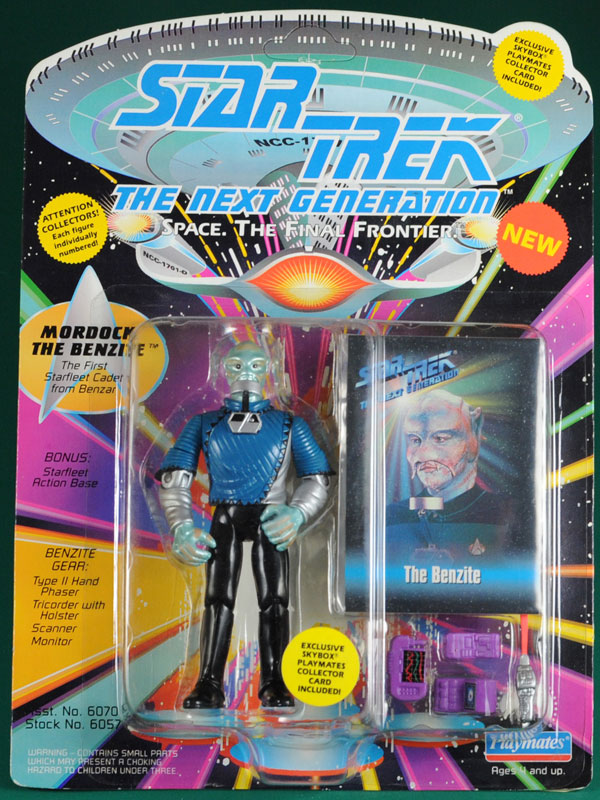 EXCLUSIVE
SKYBOX®
PLAYMATES
COLLECTOR
CARD
INCLUDED!
STAR
TREK®
THE NEXT GENERATION™
SPACE. THE FINAL FRONTIER.
NCC-1701-D
ATTENTION
COLLECTORS!
Each figure
individually
numbered!
NEW
MORDOCK
THE BENZITE™
The First
Starfleet Cadet
from Benzar
BONUS:
Starfleet
Action Base
BENZITE
GEAR:
Type II Hand
Phaser
Tricorder with
Holster
Scanner
Monitor
STAR
TREK
THE NEXT GENERATION
The Benzite
EXCLUSIVE
SKYBOX®
PLAYMATES
COLLECTOR
CARD
INCLUDED!
Asst. No. 6070
Stock No. 6057
WARNING - CONTAINS SMALL PARTS
WHICH MAY PRESENT A CHOKING
HAZARD TO CHILDREN UNDER THREE
Playmates®
Ages 4 and up.